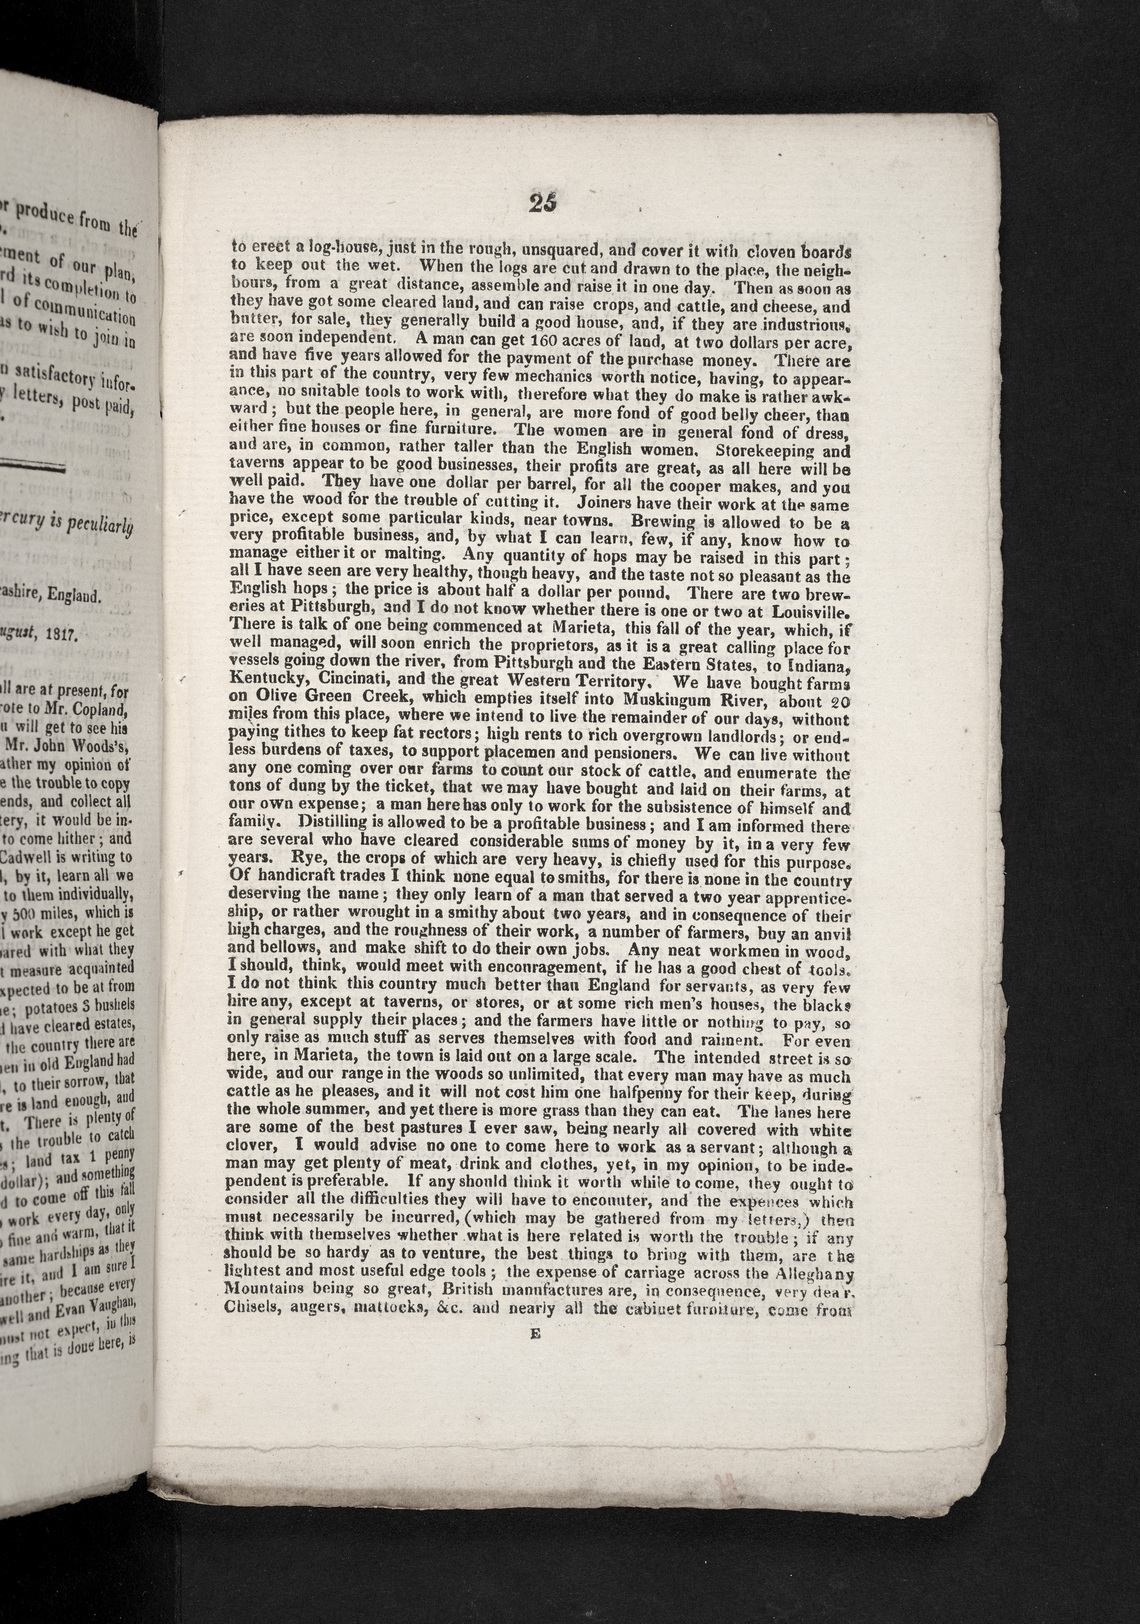 r produce from the
ment of our plan,
rd its completion to
l of communication
as to wish to join in
n satisfactory infor-
y letters, post paid,
ercury is peculiarly
ashire, England.
ugust, 1817.
all are at present, for
rote to Mr. Copland,
u will get to see his
Mr. John Woods's,
ather my opinion of
e the trouble to copy
ends, and collect all
tery, it would be in-
to come hither; and
Cadwell is writing to
l, by it, learn all we
to them individually,
y 500 miles, which is
l work except he get
pared with what they
t measure acquainted
xpected to be at from
ne; potatoes 3 bushels
d have cleared estates,
the country there are
nen in old England had
, to their sorrow, that
re is land enough, and
t. There is plenty of
s the trouble to catch
es; land tax 1 penny
dollar); and something
d to come off this fall
o work every day, only
o fine and warm, that it
same hardships as they
ire it, and I am sure I
another; because every
well and Evan Vaughan,
must not expect, in this
ing that is done here, is
25
to erect a log-house, just in the rough, unsquared, and cover it with cloven boards
to keep out the wet. When the logs are cut and drawn to the place, the neigh-
bours, from a great distance, assemble and raise it in one day. Then as soon as
they have got some cleared land, and can raise crops, and cattle, and cheese, and
butter, for sale, they generally build a good house, and, if they are industrious,
are soon independent. A man can get 160 acres of land, at two dollars per acre,
and have five years allowed for the payment of the purchase money. There are
in this part of the country, very few mechanics worth notice, having, to appear-
ance, no suitable tools to work with, therefore what they do make is rather awk-
ward; but the people here, in general, are more fond of good belly cheer, than
either fine houses or fine furniture. The women are in general fond of dress,
and are, in common, rather taller than the English women. Storekeeping and
taverns appear to be good businesses, their profits are great, as all here will be
well paid. They have one dollar per barrel, for all the cooper makes, and you
have the wood for the trouble of cutting it. Joiners have their work at the same
price, except some particular kinds, near towns. Brewing is allowed to be a
very profitable business, and, by what I can learn, few, if any, know how to
manage either it or malting. Any quantity of hops may be raised in this part;
all I have seen are very healthy, though heavy, and the taste not so pleasant as the
English hops; the price is about half a dollar per pound. There are two brew-
eries at Pittsburgh, and I do not know whether there is one or two at Louisville.
There is talk of one being commenced at Marieta, this fall of the year, which, if
well managed, will soon enrich the proprietors, as it is a great calling place for
vessels going down the river, from Pittsburgh and the Eastern States, to Indiana,
Kentucky, Cincinati, and the great Western Territory. We have bought farms
on Olive Green Creek, which empties itself into Muskingum River, about 20
miles from this place, where we intend to live the remainder of our days, without
paying tithes to keep fat rectors; high rents to rich overgrown landlords; or end-
less burdens of taxes, to support placemen and pensioners. We can live without
any one coming over our farms to count our stock of cattle, and enumerate the
tons of dung by the ticket, that we may have bought and laid on their farms, at
our own expense; a man here has only to work for the subsistence of himself and
family. Distilling is allowed to be a profitable business; and I am informed there
are several who have cleared considerable sums of money by it, in a very few
years. Rye, the crops of which are very heavy, is chiefly used for this purpose.
Of handicraft trades I think none equal to smiths, for there is none in the country
deserving the name; they only learn of a man that served a two year apprentice-
ship, or rather wrought in a smithy about two years, and in consequence of their
high charges, and the roughness of their work, a number of farmers, buy an anvil
and bellows, and make shift to do their own jobs. Any neat workmen in wood,
I should, think, would meet with encouragement, if he has a good chest of tools.
I do not think this country much better than England for servants, as very few
hire any, except at taverns, or stores, or at some rich men's houses, the blacks
in general supply their places; and the farmers have little or nothing to pay, so
only raise as much stuff as serves themselves with food and raiment. For even
here, in Marieta, the town is laid out on a large scale. The intended street is so
wide, and our range in the woods so unlimited, that every man may have as much
cattle as he pleases, and it will not cost him one halfpenny for their keep, during
the whole summer, and yet there is more grass than they can eat. The lanes here
are some of the best pastures I ever saw, being nearly all covered with white
clover, I would advise no one to come here to work as a servant; although a
man may get plenty of meat, drink and clothes, yet, in my opinion, to be inde-
pendent is preferable. If any should think it worth while to come, they ought to
consider all the difficulties they will have to encounter, and the expences which
must necessarily be incurred, (which may be gathered from my letters,) then
think with themselves whether what is here related is worth the trouble; if any
should be so hardy as to venture, the best things to bring with them, are the
lightest and most useful edge tools; the expense of carriage across the Alleghany
Mountains being so great, British manufactures are, in consequence, very dear.
Chisels, augers, mattocks, &c. and nearly all the cabinet furniture, come from
E